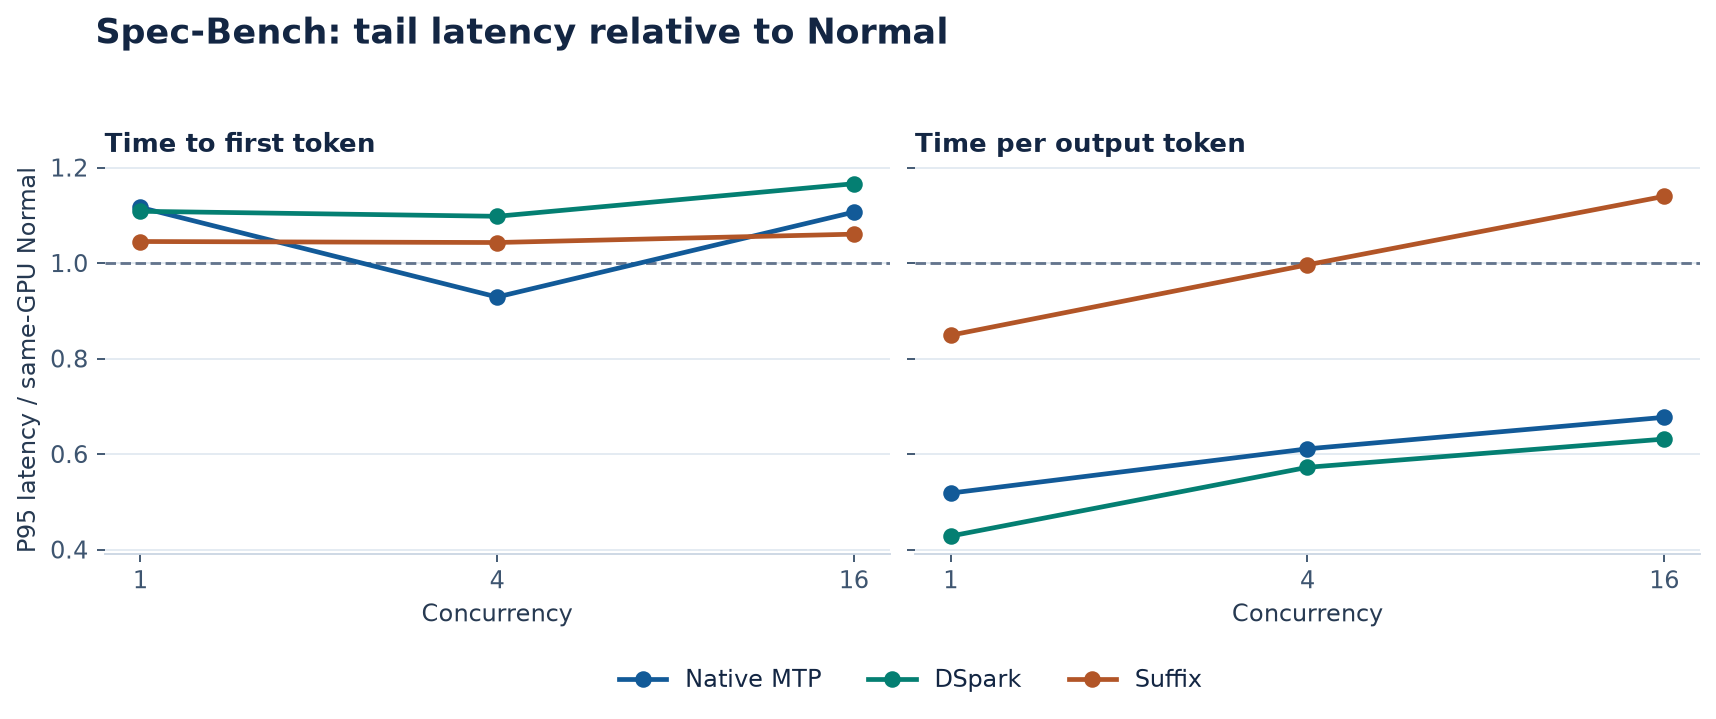 Spec-Bench: tail latency relative to Normal
Time to first token
Time per output token
P95 latency / same-GPU Normal
1.2
1.0
0.8
0.6
0.4
1
4
16
1
4
16
Concurrency
Concurrency
Native MTP
DSpark
Suffix